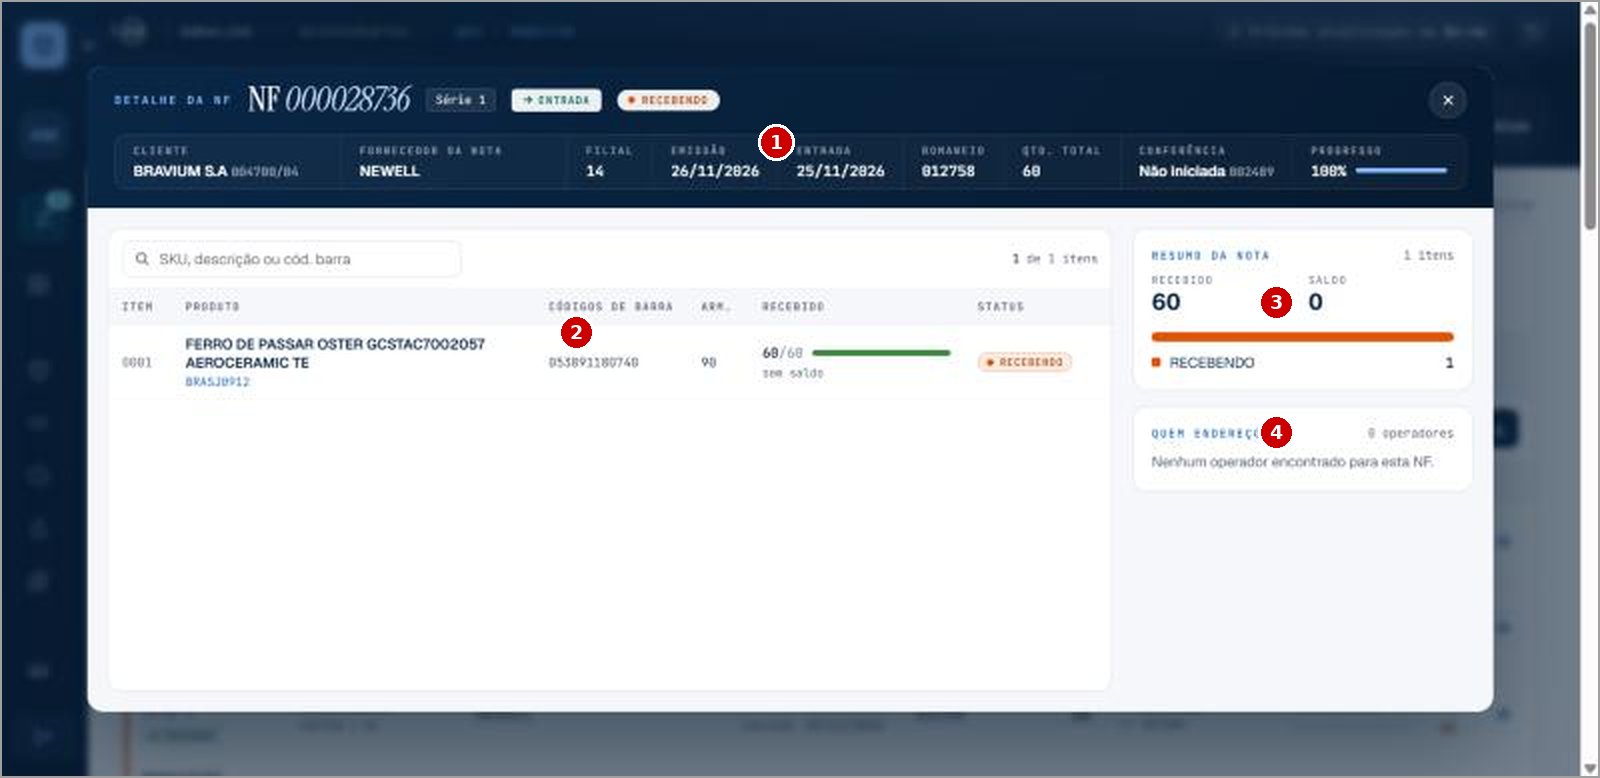 DETALHE DA NF NF 000028736 Série 1 → ENTRADA RECEBENDO ×
1
CLIENTE FORNECEDOR DA NOTA FILIAL EMISSÃO ENTRADA ROMANEIO QTD. TOTAL CONFERÊNCIA PROGRESSO
BRAVIUM S.A 004700/04 NEWELL 14 26/11/2026 25/11/2026 012758 60 Não iniciada 002409 100%
SKU, descrição ou cód. barra 1 de 1 itens
ITEM PRODUTO CÓDIGOS DE BARRA ARM. RECEBIDO STATUS
2
0001 FERRO DE PASSAR OSTER GCSTAC7002057
AEROCERAMIC TE
BRASJ0912
053891180740 90 60/60 RECEBENDO
sem saldo
RESUMO DA NOTA 1 itens
RECEBIDO SALDO
60 3 0
RECEBENDO 1
QUEM ENDEREÇ 4 0 operadores
Nenhum operador encontrado para esta NF.